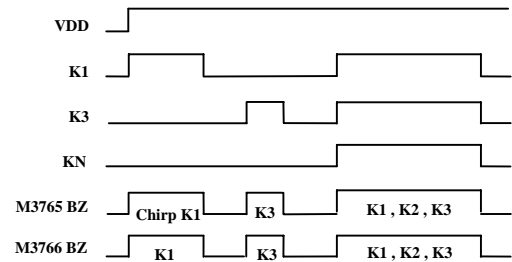 VDD
K1
K3
KN
M3765 BZ Chirp K1 K3 K1 , K2 , K3
M3766 BZ K1 K3 K1 , K2 , K3